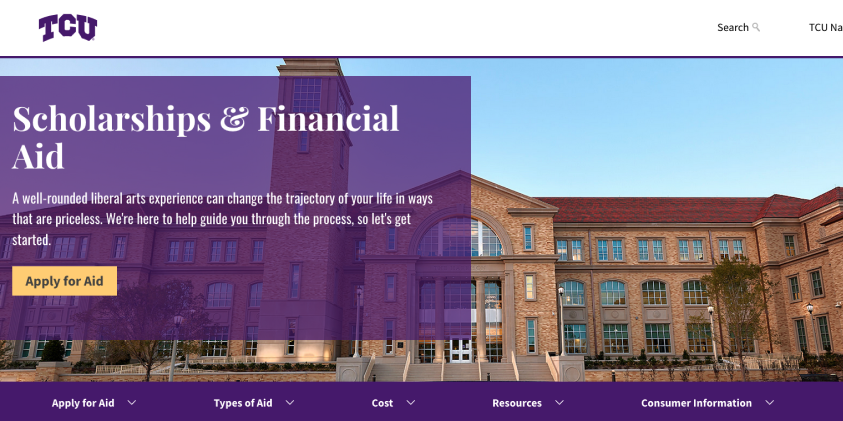 TCU
Search
TCU Na
Scholarships & Financial
Aid
A well-rounded liberal arts experience can change the trajectory of your life in ways
that are priceless. We're here to help guide you through the process, so let's get
started.
Apply for Aid
Apply for Aid
Types of Aid
Cost
Resources
Consumer Information